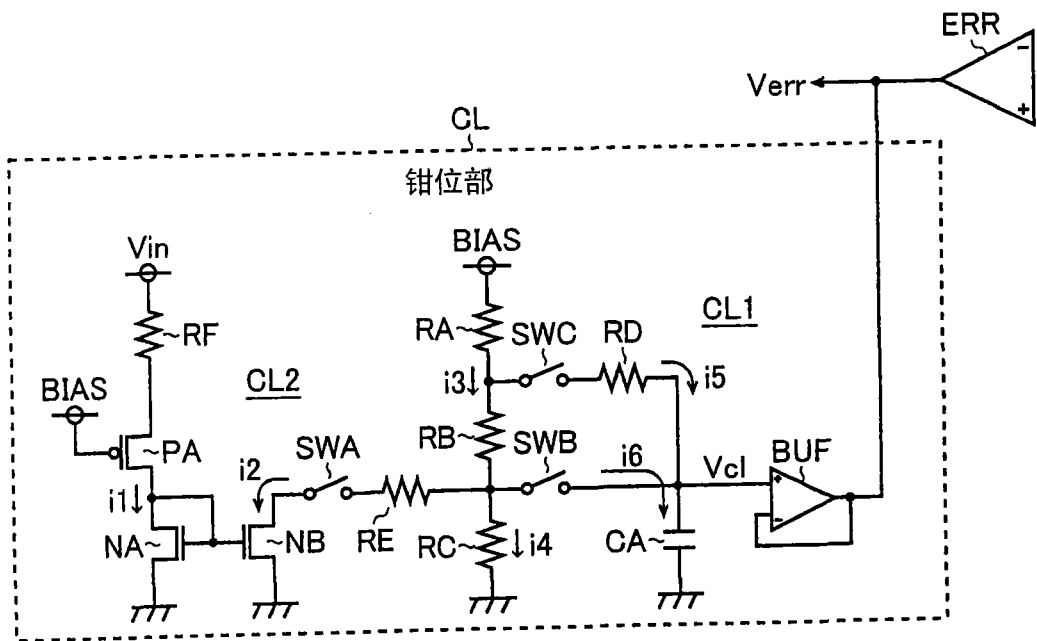 ERR
−
+
Verr
CL
钳位部
Vin
RF
BIAS
PA
CL2
i1
i2
NA
NB
SWA
RE
BIAS
RA
SWC
RD
CL1
i3
i5
RB
SWB
i6
Vcl
BUF
+
−
RC
i4
CA